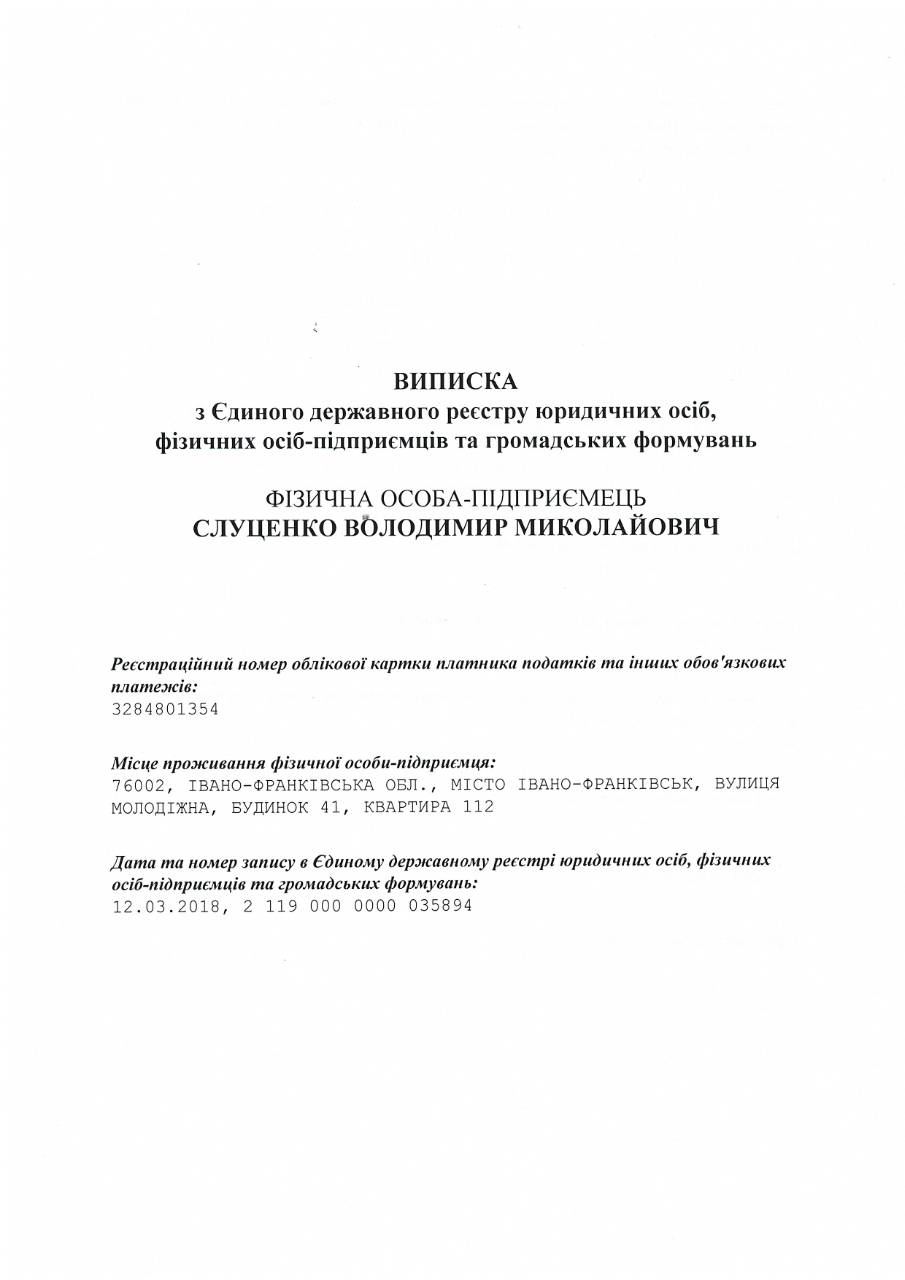 ВИПИСКА
з Єдиного державного реєстру юридичних осіб,
фізичних осіб-підприємців та громадських формувань
ФІЗИЧНА ОСОБА-ПІДПРИЄМЕЦЬ
СЛУЦЕНКО ВОЛОДИМИР МИКОЛАЙОВИЧ
Реєстраційний номер облікової картки платника податків та інших обов'язкових
платежів:
3284801354
Місце проживання фізичної особи-підприємця:
76002, ІВАНО-ФРАНКІВСЬКА ОБЛ., МІСТО ІВАНО-ФРАНКІВСЬК, ВУЛИЦЯ
МОЛОДІЖНА, БУДИНОК 41, КВАРТИРА 112
Дата та номер запису в Єдиному державному реєстрі юридичних осіб, фізичних
осіб-підприємців та громадських формувань:
12.03.2018, 2 119 000 0000 035894